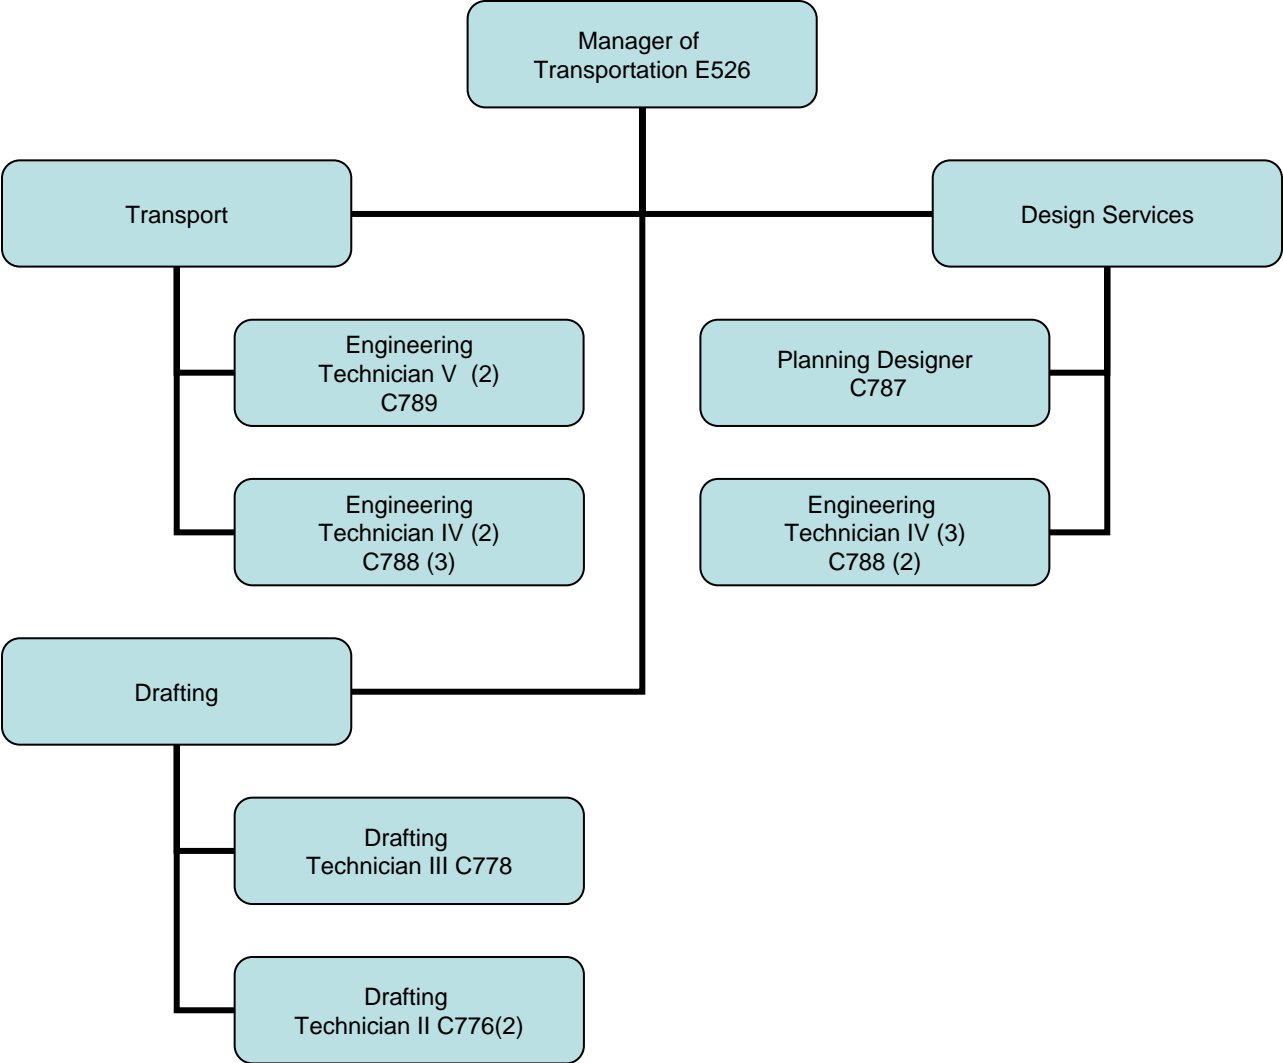 Manager of
Transportation E526
Transport
Design Services
Engineering
Technician V  (2)
C789
Planning Designer
C787
Engineering
Technician IV (2)
C788 (3)
Engineering
Technician IV (3)
C788 (2)
Drafting
Drafting
Technician III C778
Drafting
Technician II C776(2)